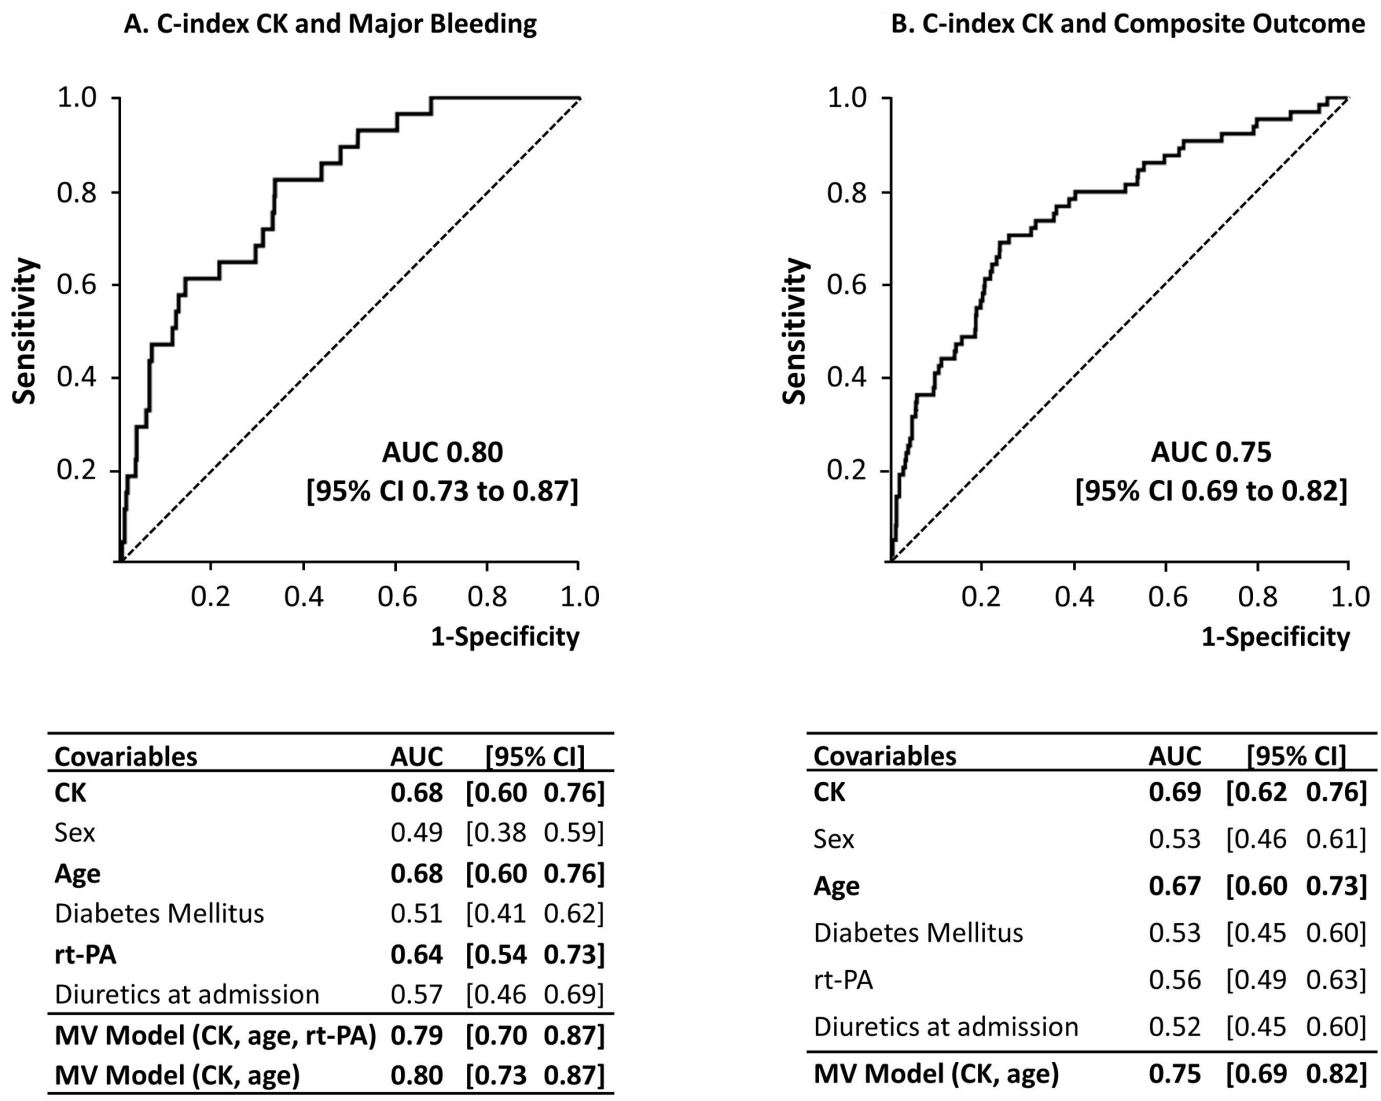 A. C-index CK and Major Bleeding
1.0
0.8
0.6
0.4
0.2
Sensitivity
AUC 0.80
[95% CI 0.73 to 0.87]
0.2 0.4 0.6 0.8 1.0
1-Specificity
B. C-index CK and Composite Outcome
1.0
0.8
0.6
0.4
0.2
Sensitivity
AUC 0.75
[95% CI 0.69 to 0.82]
0.2 0.4 0.6 0.8 1.0
1-Specificity
Covariables AUC [95% CI]
CK 0.68 [0.60 0.76]
Sex 0.49 [0.38 0.59]
Age 0.68 [0.60 0.76]
Diabetes Mellitus 0.51 [0.41 0.62]
rt-PA 0.64 [0.54 0.73]
Diuretics at admission 0.57 [0.46 0.69]
MV Model (CK, age, rt-PA) 0.79 [0.70 0.87]
MV Model (CK, age) 0.80 [0.73 0.87]
Covariables AUC [95% CI]
CK 0.69 [0.62 0.76]
Sex 0.53 [0.46 0.61]
Age 0.67 [0.60 0.73]
Diabetes Mellitus 0.53 [0.45 0.60]
rt-PA 0.56 [0.49 0.63]
Diuretics at admission 0.52 [0.45 0.60]
MV Model (CK, age) 0.75 [0.69 0.82]